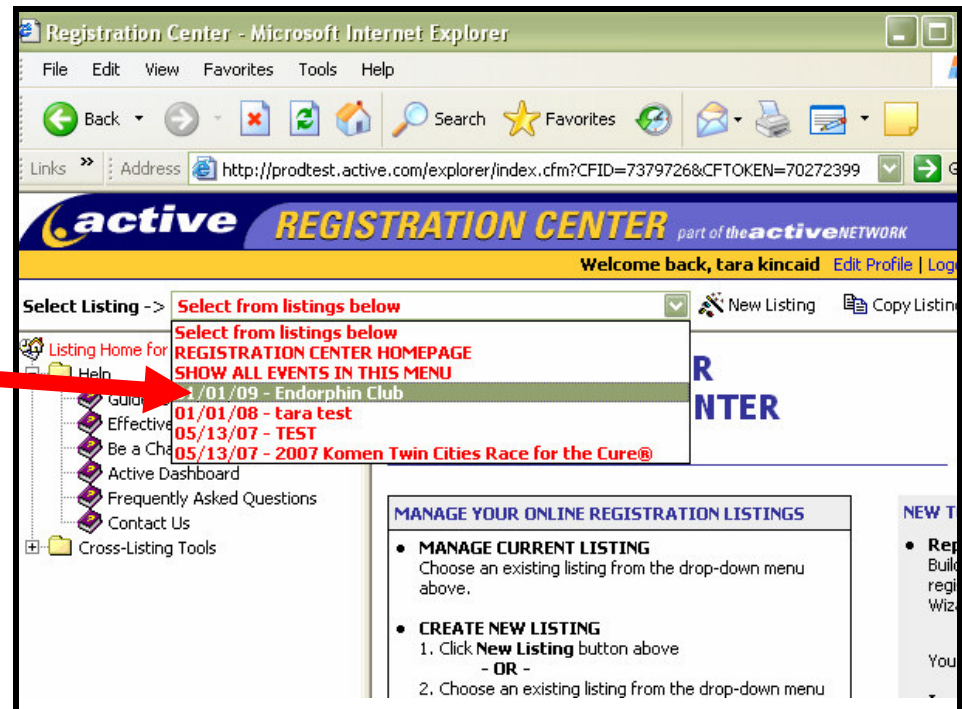 Registration Center - Microsoft Internet Explorer
File Edit View Favorites Tools Help
Back Search Favorites
Links » Address http://prodtest.active.com/explorer/index.cfm?CFID=7379726&CFTOKEN=70272399
active REGISTRATION CENTER part of the activeNETWORK
Welcome back, tara kincaid Edit Profile |
Select Listing -> Select from listings below New Listing Copy
Select from listings below
Listing Home for
REGISTRATION CENTER HOMEPAGE
Help
SHOW ALL EVENTS IN THIS MENU
/01/09 - Endorphin Club
01/01/08 - tara test
Effective
05/13/07 - TEST
Be a
05/13/07 - 2007 Komen Twin Cities Race for the Cure®
Active Dashboard
Frequently Asked Questions
Contact Us
Cross-Listing Tools
MANAGE YOUR ONLINE REGISTRATION LISTINGS
• MANAGE CURRENT LISTING
Choose an existing listing from the drop-down menu
above.
• CREATE NEW LISTING
1. Click New Listing button above
- OR -
2. Choose an existing listing from the drop-down menu
NEW